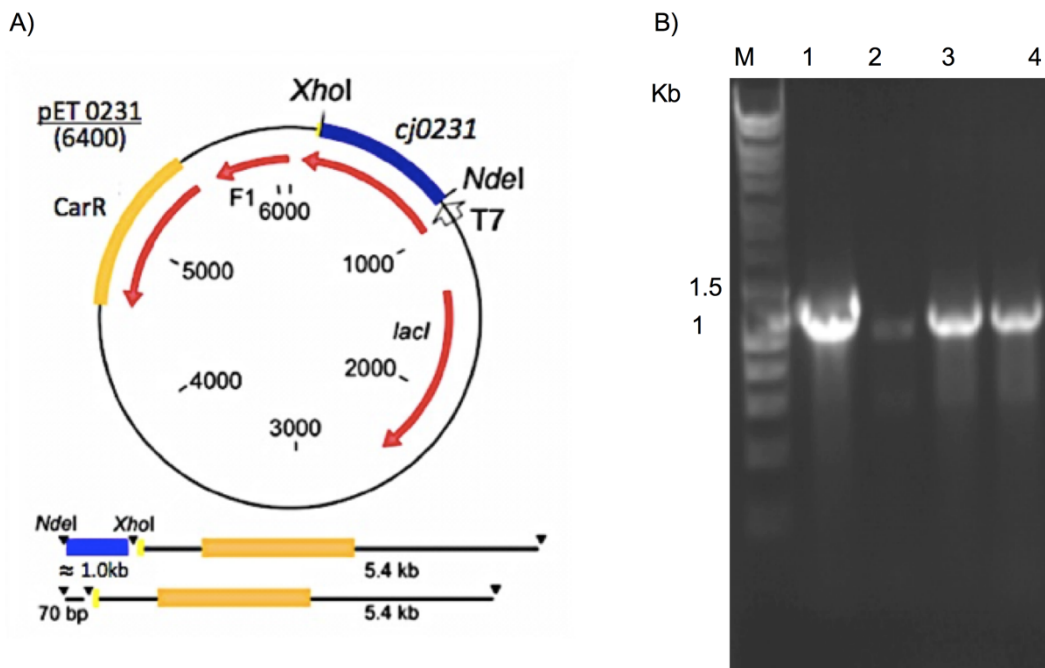 A)
pET 0231
(6400)
XhoI
cj0231
NdeI
T7
CarR
F1
6000
1000
5000
lacI
2000
4000
3000
NdeI XhoI
≈ 1.0kb 5.4 kb
70 bp 5.4 kb
B)
M 1 2 3 4
Kb
1.5
1